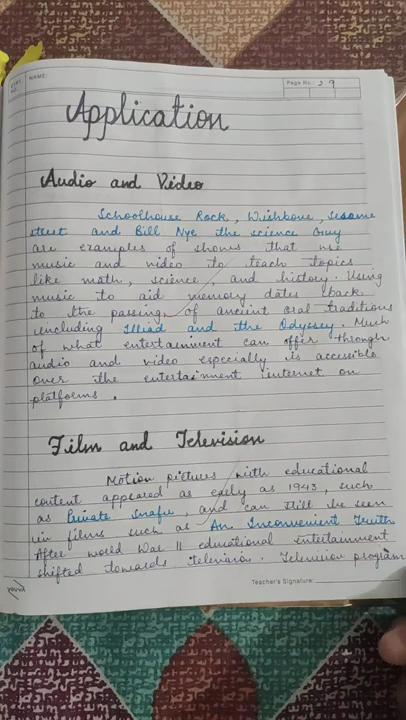 NAME:
Page No.: 29
Application
Audio and Video
Schoolhouse Rock, Wishbone, Sesame
street and Bill Nye the science Guy
are examples of shows that use
music and video to teach topics
like math, science, and history. Using
music to aid memory dates back
to the passing of ancient oral traditions
including Illiad and the Odyssey. Much
of what entertainment can offer through
audio and video especially is accessible
over the entertainment internet on
platforms.
Film and Television
Motion pictures with educational
content appeared as early as 1943, such
as Private Snafu, and can still be seen
in films such as An Inconvenient Truth
After world War II educational entertainment
shifted towards television. Television program
Teacher's Signature: